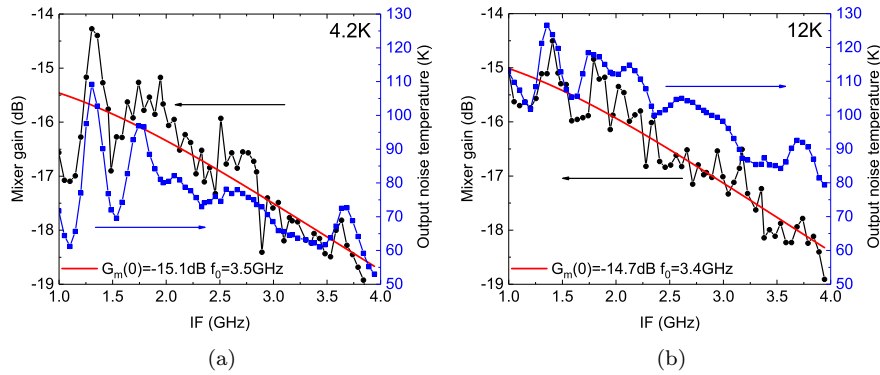 4.2K
Mixer gain (dB)
-14
-15
-16
-17
-18
-19
Output noise temperature (K)
130
120
110
100
90
80
70
60
50
G_m(0)=-15.1dB f_0=3.5GHz
1.0 1.5 2.0 2.5 3.0 3.5 4.0
IF (GHz)
(a)
12K
Mixer gain (dB)
-14
-15
-16
-17
-18
-19
Output noise temperature (K)
130
120
110
100
90
80
70
60
50
G_m(0)=-14.7dB f_0=3.4GHz
1.0 1.5 2.0 2.5 3.0 3.5 4.0
IF (GHz)
(b)